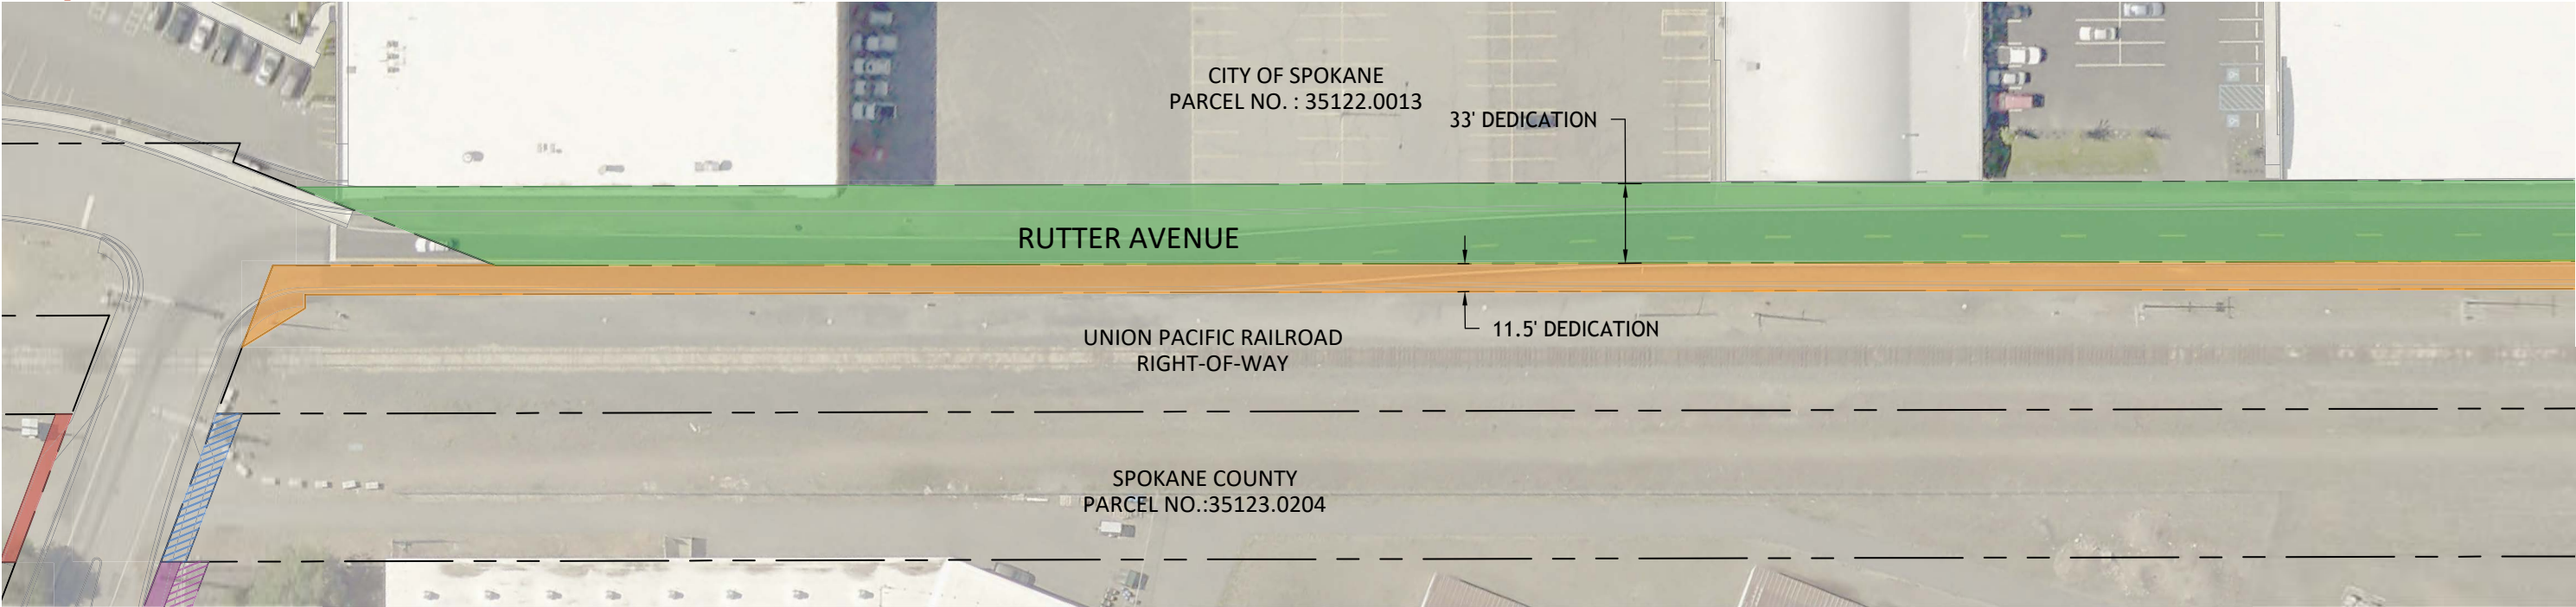 CITY OF SPOKANE
PARCEL NO. : 35122.0013
33' DEDICATION
RUTTER AVENUE
11.5' DEDICATION
UNION PACIFIC RAILROAD
RIGHT-OF-WAY
SPOKANE COUNTY
PARCEL NO.:35123.0204